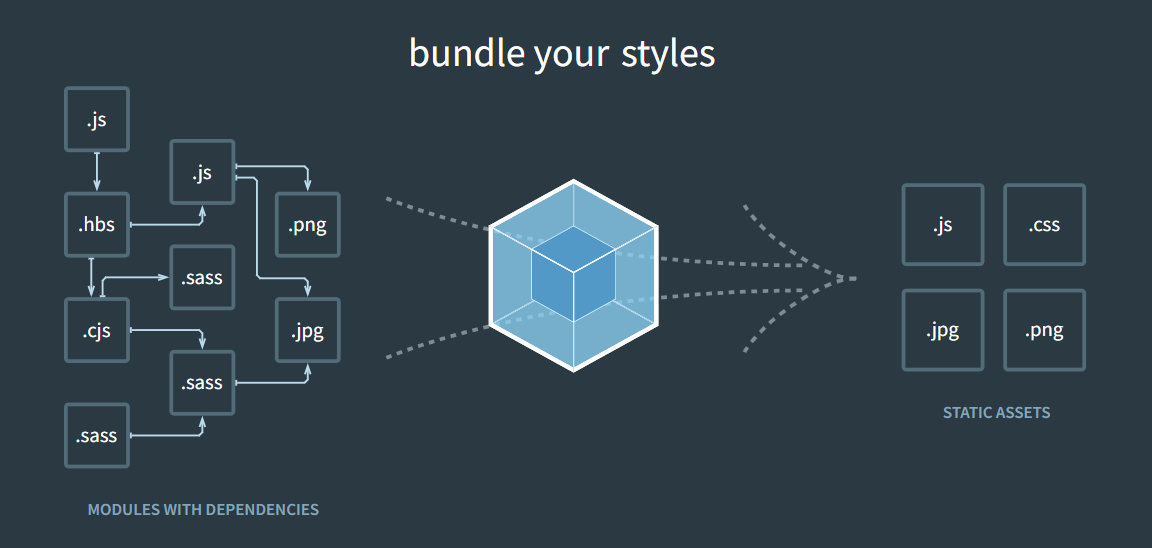 bundle your styles
.js
.js
.hbs
.png
.sass
.cjs
.jpg
.sass
.sass
MODULES WITH DEPENDENCIES
.js
.css
.jpg
.png
STATIC ASSETS